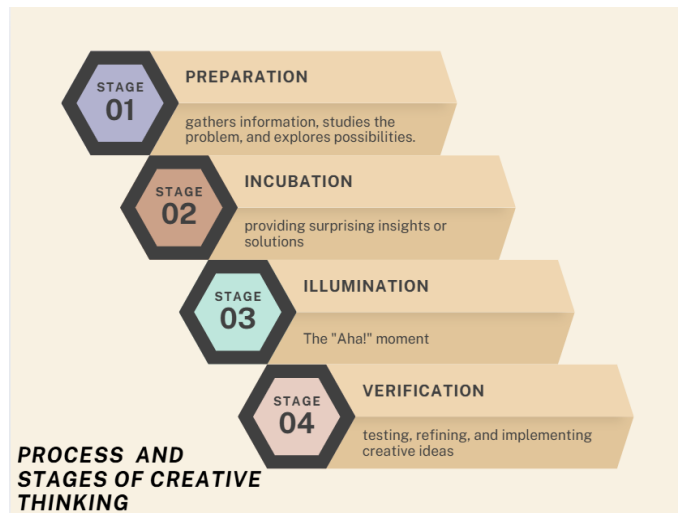 STAGE
01
PREPARATION
gathers information, studies the
problem, and explores possibilities.
STAGE
02
INCUBATION
providing surprising insights or
solutions
STAGE
03
ILLUMINATION
The "Aha!" moment
STAGE
04
VERIFICATION
testing, refining, and implementing
creative ideas
PROCESS AND
STAGES OF CREATIVE
THINKING